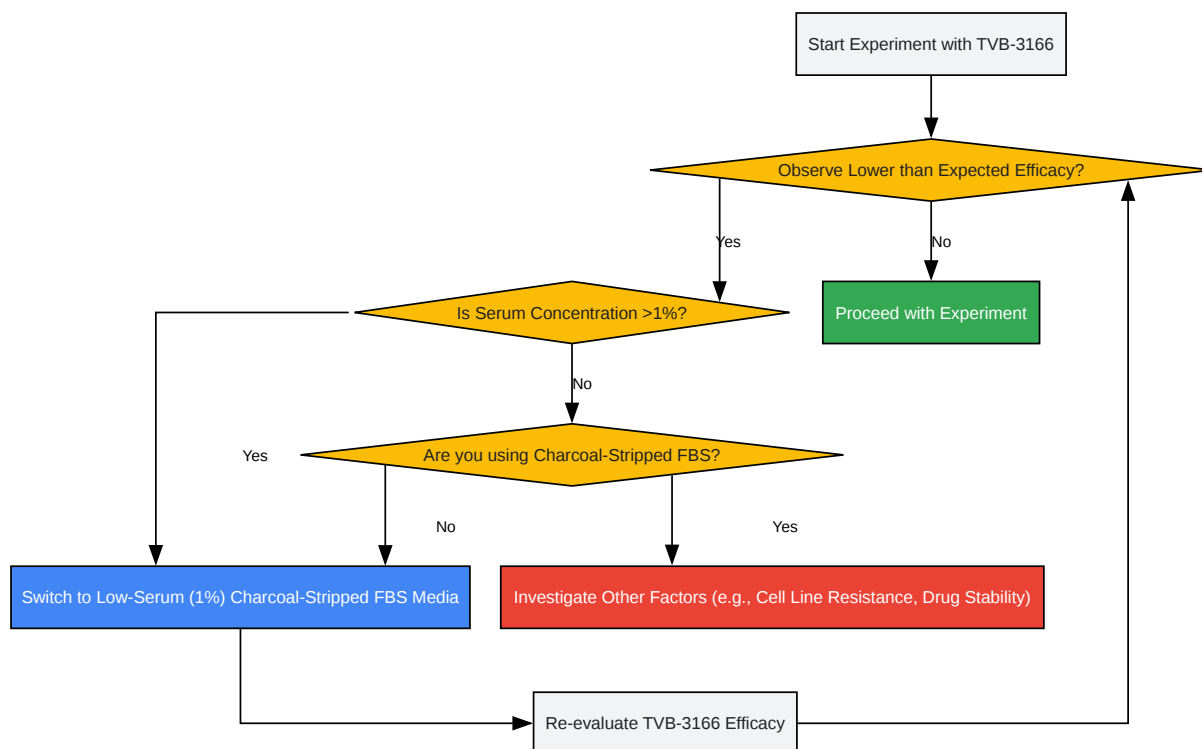 Start Experiment with TVB-3166
Observe Lower than Expected Efficacy?
Yes
No
Is Serum Concentration >1%?
Proceed with Experiment
No
Yes
Are you using Charcoal-Stripped FBS?
No
Yes
Switch to Low-Serum (1%) Charcoal-Stripped FBS Media
Investigate Other Factors (e.g., Cell Line Resistance, Drug Stability)
Re-evaluate TVB-3166 Efficacy